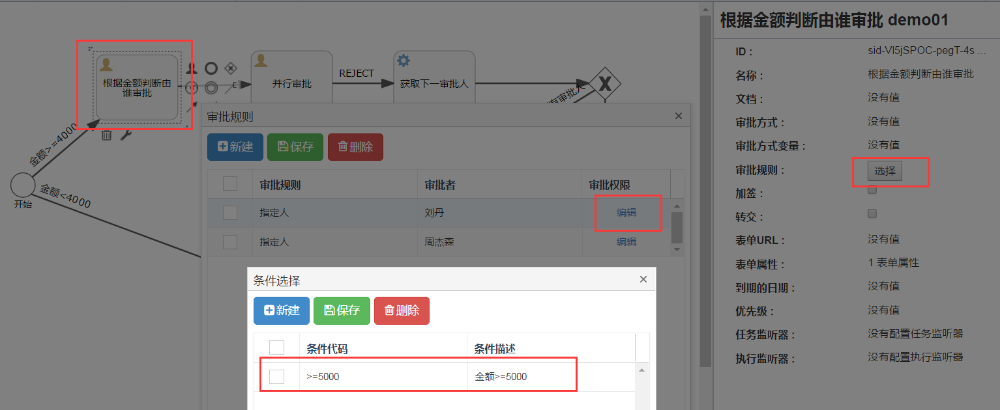 根据金额判断由谁审批 demo01
ID：
sid-VI5jSPOC-pegT-4s ...
名称：
根据金额判断由谁审批
文档：
没有值
审批方式：
没有值
审批方式变量：
没有值
审批规则：
选择
加签：
转交：
表单URL：
没有值
表单属性：
1 表单属性
到期的日期：
没有值
优先级：
没有值
任务监听器：
没有配置任务监听器
执行监听器：
没有配置执行监听器
根据金额判断由
谁审批
并行审批
REJECT
获取下一审批人
有审批人
金额>=4000
金额<4000
开始
审批规则
×
新建
保存
删除
审批规则
审批者
审批权限
指定人
刘丹
编辑
指定人
周杰森
编辑
条件选择
×
新建
保存
删除
条件代码
条件描述
>=5000
金额>=5000